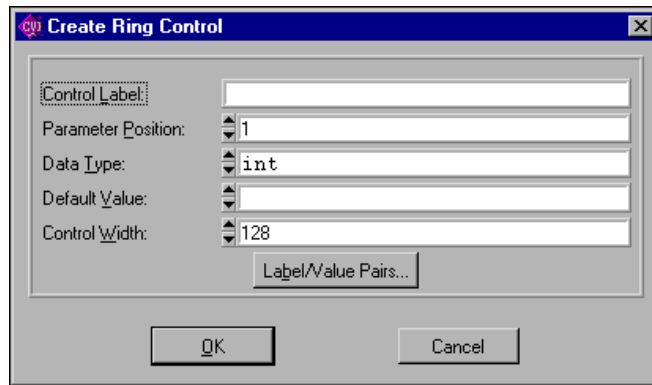 CVI Create Ring Control
Control Label:
Parameter Position: 1
Data Type: int
Default Value:
Control Width: 128
Label/Value Pairs...
OK Cancel